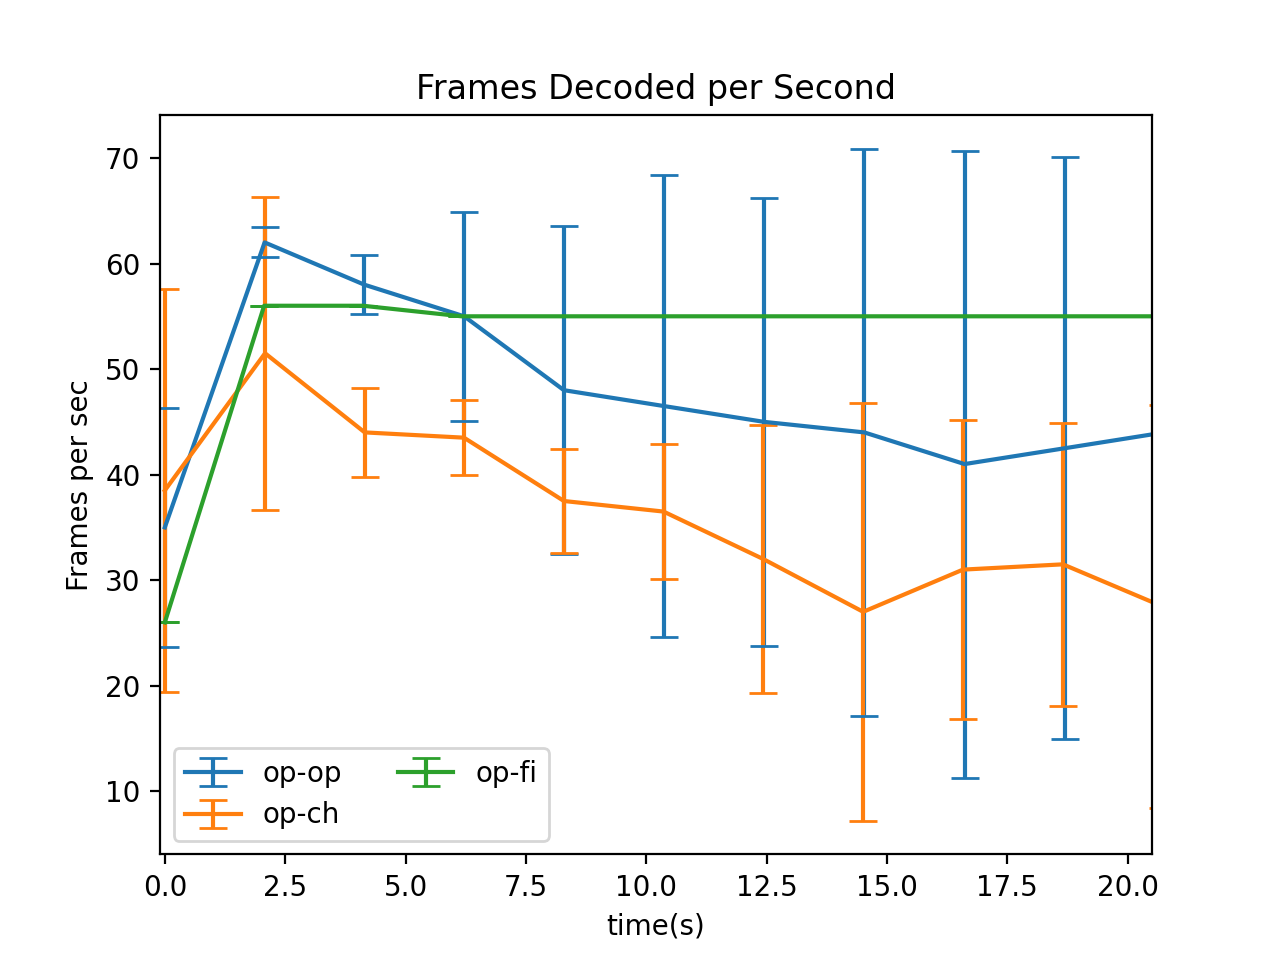 Frames Decoded per Second
Frames per sec
70
60
50
40
30
20
10
op-op
op-fi
op-ch
0.0 2.5 5.0 7.5 10.0 12.5 15.0 17.5 20.0
time(s)